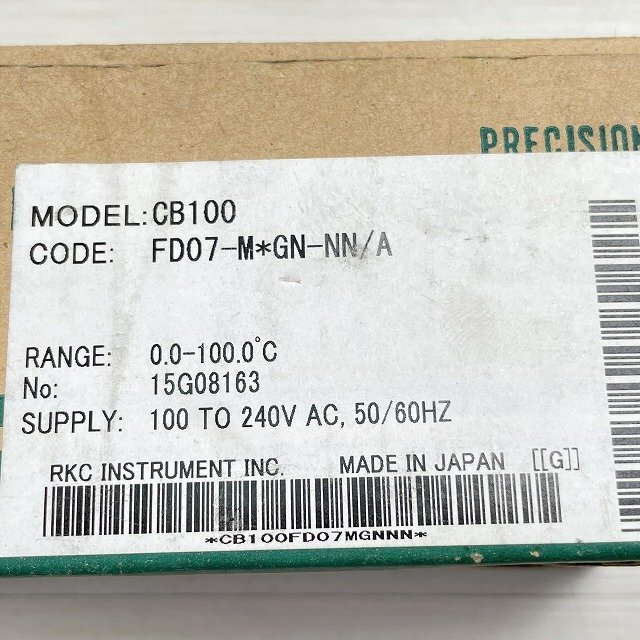 PRECISION
MODEL: CB100
CODE: FD07-M*GN-NN/A
RANGE: 0.0-100.0°C
No: 15G08163
SUPPLY: 100 TO 240V AC, 50/60HZ
RKC INSTRUMENT INC. MADE IN JAPAN [[G]]
*CB100FD07MGNNN*